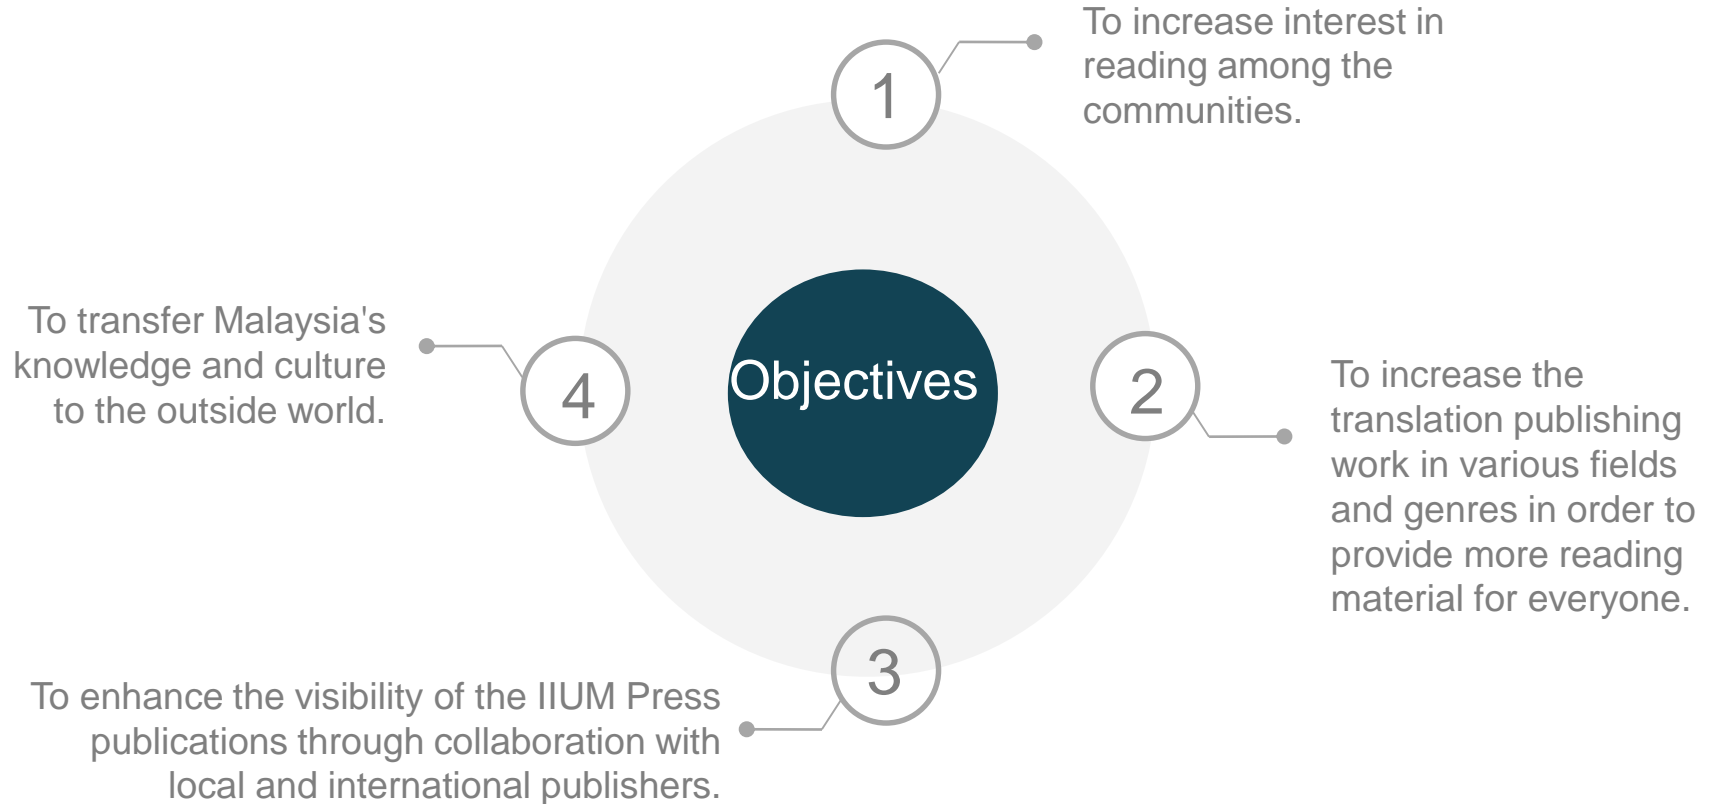 1
To increase interest in
reading among the
communities.
Objectives
2
To increase the
translation publishing
work in various fields
and genres in order to
provide more reading
material for everyone.
3
To enhance the visibility of the IIUM Press
publications through collaboration with
local and international publishers.
4
To transfer Malaysia's
knowledge and culture
to the outside world.